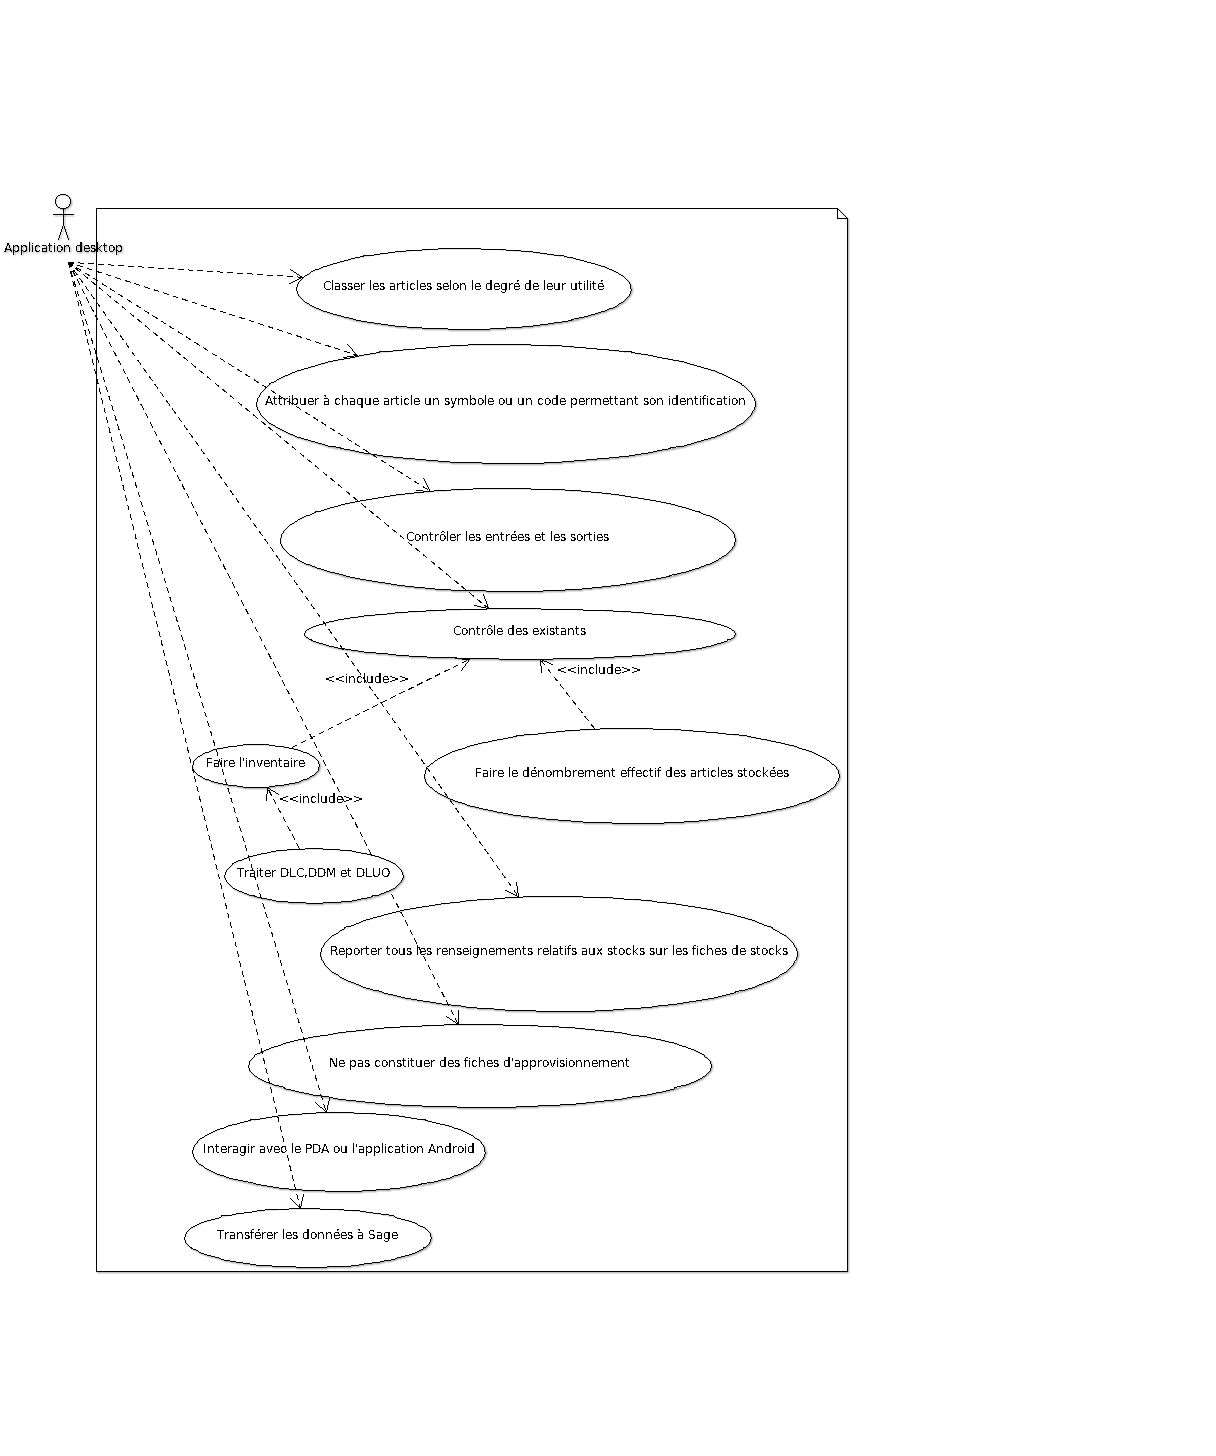 Application desktop
Classer les articles selon le degré de leur utilité
Attribuer à chaque article un symbole ou un code permettant son identification
Contrôler les entrées et les sorties
Contrôle des existants
<<include>>
<<include>>
Faire l'inventaire
Faire le dénombrement effectif des articles stockées
<<include>>
Traiter DLC,DDM et DLUO
Reporter tous les renseignements relatifs aux stocks sur les fiches de stocks
Ne pas constituer des fiches d'approvisionnement
Interagir avec le PDA ou l'application Android
Transférer les données à Sage